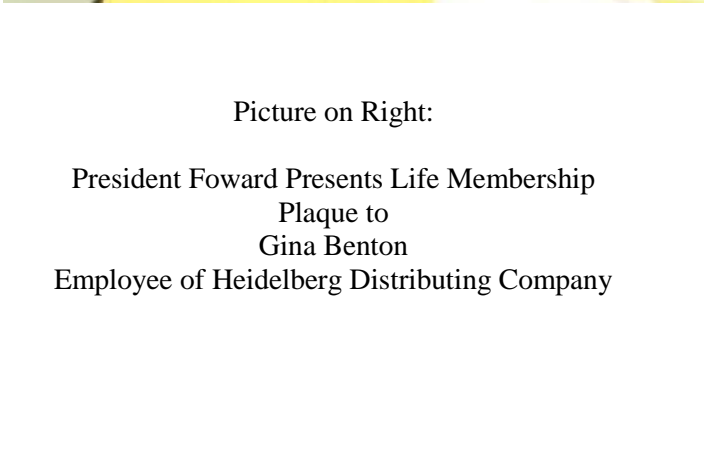 Picture on Right:
President Foward Presents Life Membership
Plaque to
Gina Benton
Employee of Heidelberg Distributing Company